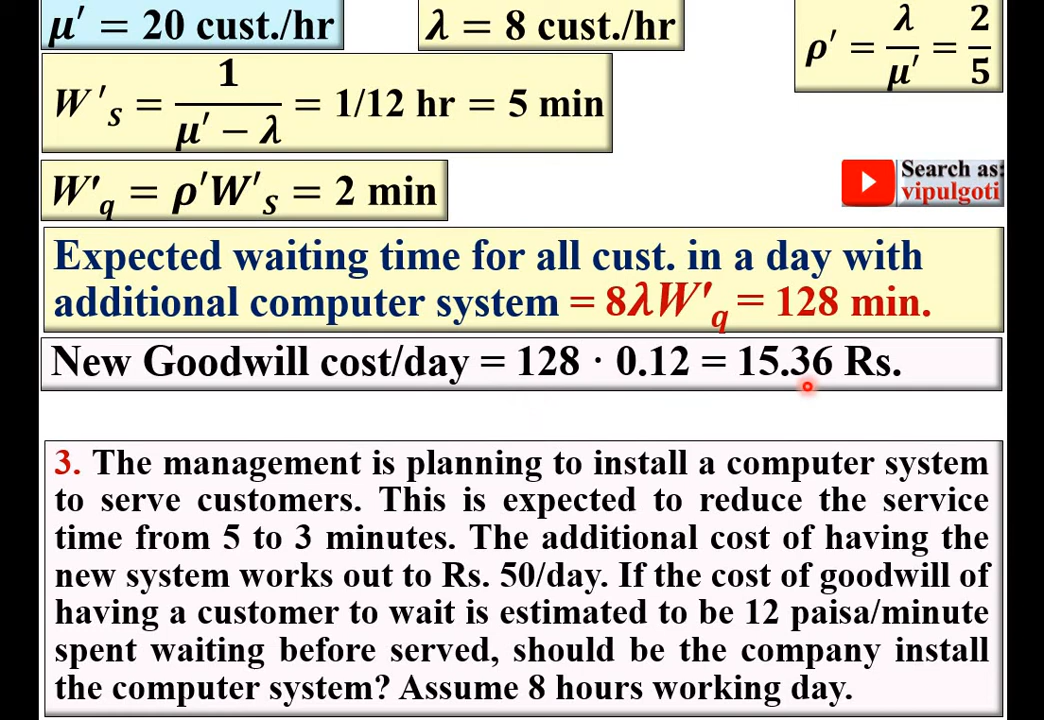 μ′ = 20 cust./hr
λ = 8 cust./hr
ρ′ = λ/μ′ = 2/5
W′s = 1/(μ′ − λ) = 1/12 hr = 5 min
W′q = ρ′W′s = 2 min
Search as:
vipulgoti
Expected waiting time for all cust. in a day with
additional computer system = 8λW′q = 128 min.
New Goodwill cost/day = 128 · 0.12 = 15.36 Rs.
3. The management is planning to install a computer system
to serve customers. This is expected to reduce the service
time from 5 to 3 minutes. The additional cost of having the
new system works out to Rs. 50/day. If the cost of goodwill of
having a customer to wait is estimated to be 12 paisa/minute
spent waiting before served, should be the company install
the computer system? Assume 8 hours working day.